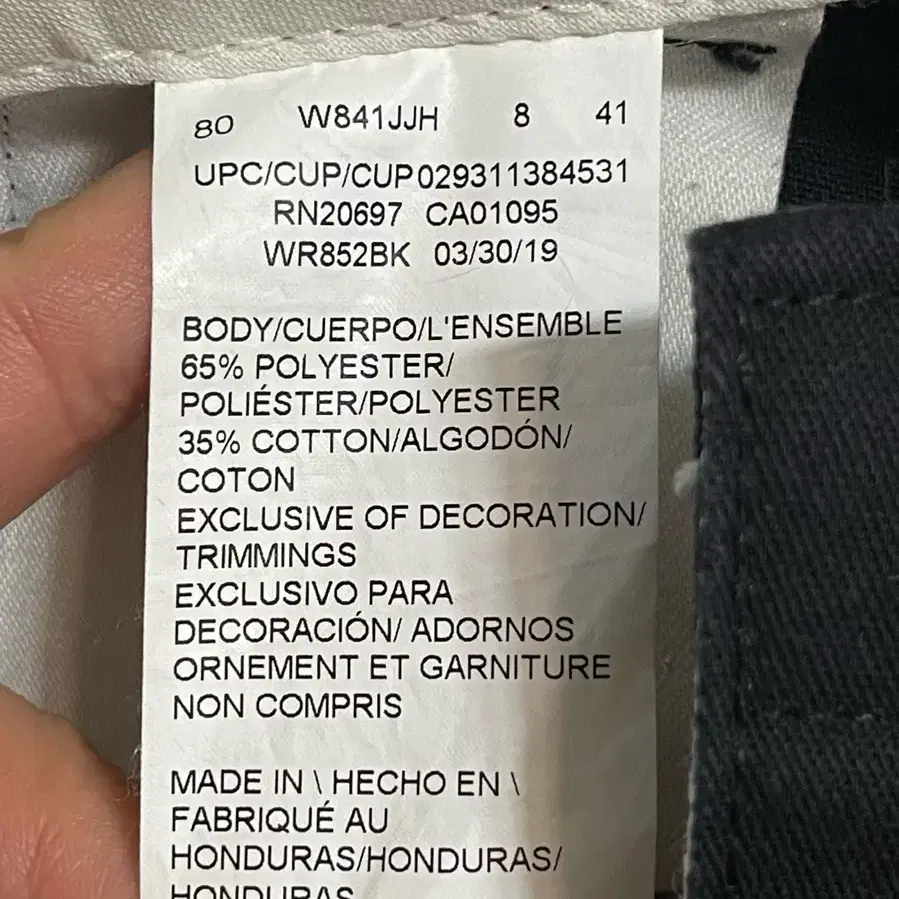 80 W841JJH 8 41
UPC/CUP/CUP029311384531
RN20697 CA01095
WR852BK 03/30/19
BODY/CUERPO/L'ENSEMBLE
65% POLYESTER/
POLIÉSTER/POLYESTER
35% COTTON/ALGODÓN/
COTON
EXCLUSIVE OF DECORATION/
TRIMMINGS
EXCLUSIVO PARA
DECORACIÓN/ ADORNOS
ORNEMENT ET GARNITURE
NON COMPRIS
MADE IN \ HECHO EN \
FABRIQUÉ AU
HONDURAS/HONDURAS/
HONDURAS